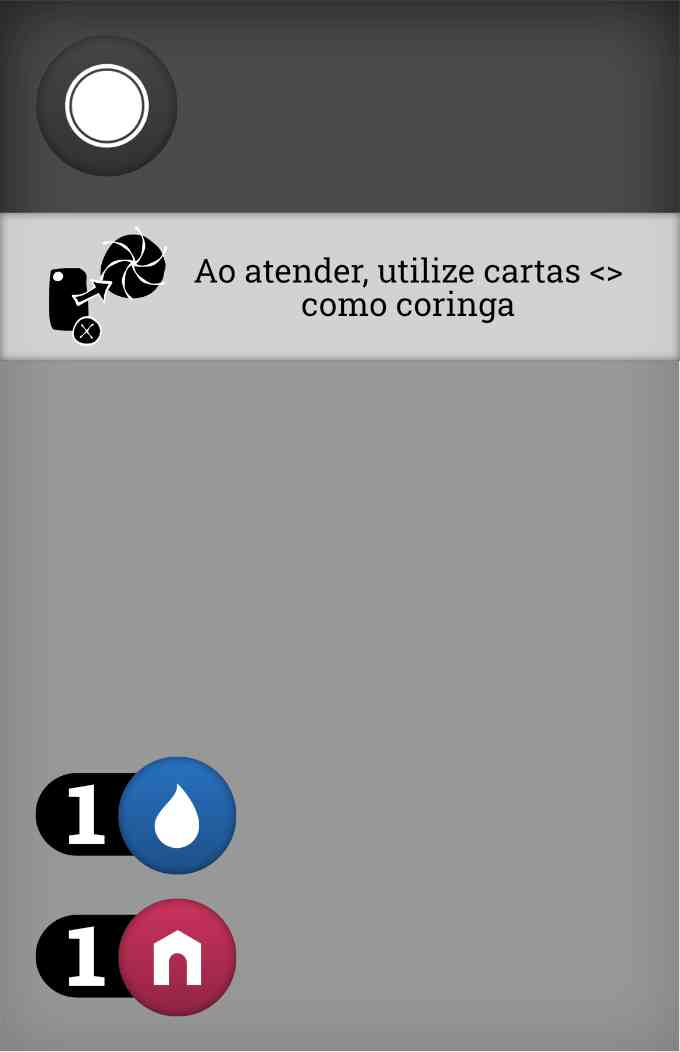 Ao atender, utilize cartas <>
como coringa
1
1